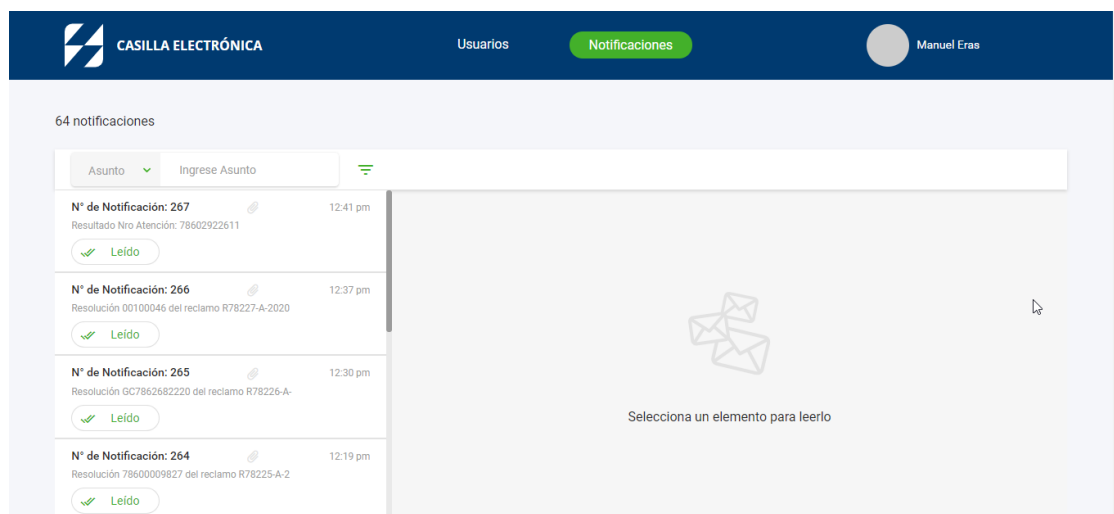 CASILLA ELECTRÓNICA Usuarios Notificaciones Manuel Eras
64 notificaciones
Asunto Ingrese Asunto
N° de Notificación: 267 12:41 pm
Resultado Nro Atención: 78602922611
Leído
N° de Notificación: 266 12:37 pm
Resolución 00100046 del reclamo R78227-A-2020
Leído
N° de Notificación: 265 12:30 pm
Resolución GC7862682220 del reclamo R78226-A-
Leído
Selecciona un elemento para leerlo
N° de Notificación: 264 12:19 pm
Resolución 78600009827 del reclamo R78225-A-2
Leído